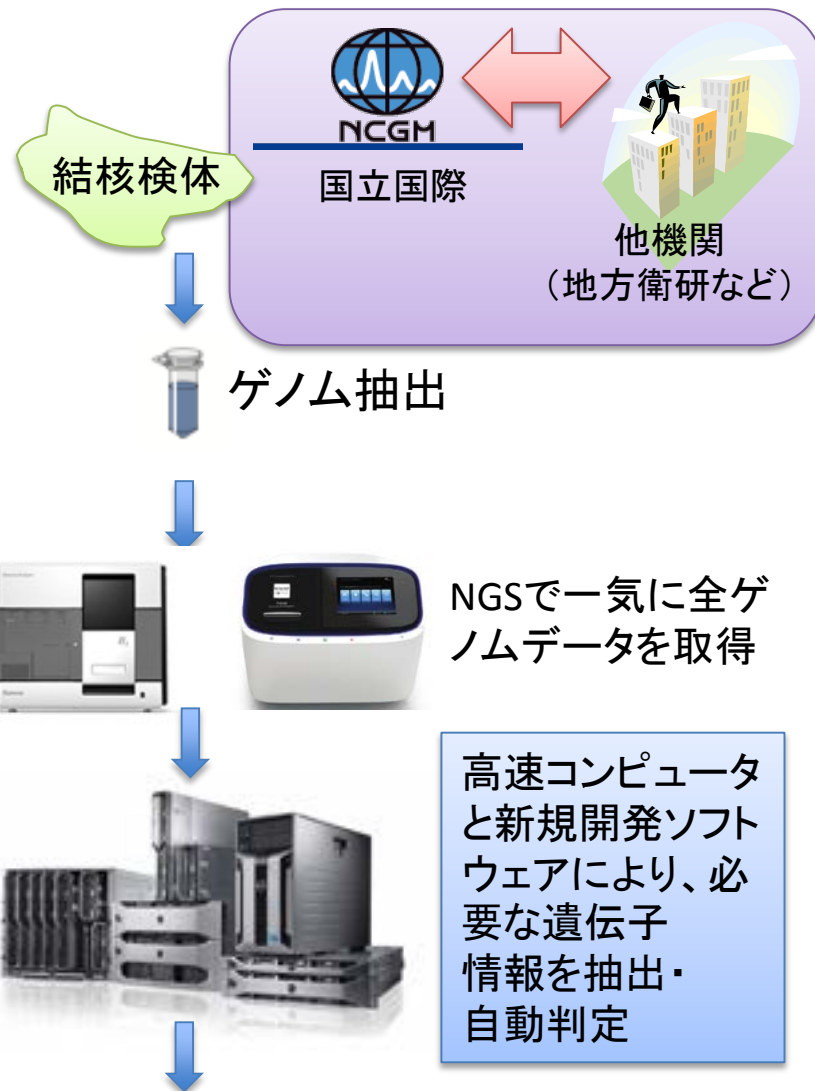 NCGM
国立国際
結核検体
他機関
（地方衛研など）
ゲノム抽出
NGSで一気に全ゲ
ノムデータを取得
高速コンピュータ
と新規開発ソフト
ウェアにより、必
要な遺伝子
情報を抽出・
自動判定